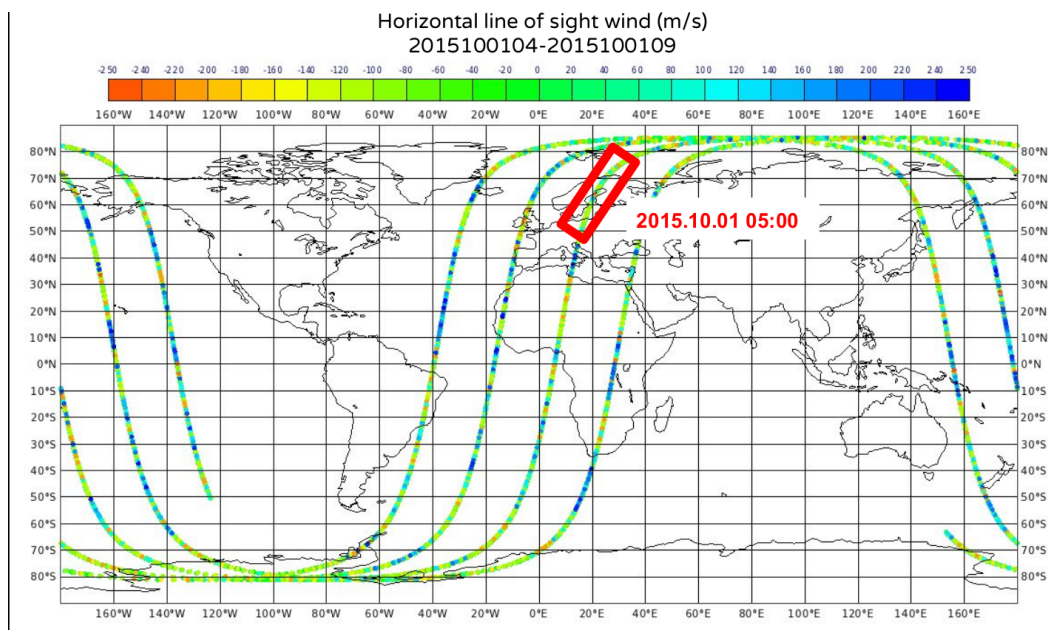 Horizontal line of sight wind (m/s)
2015100104-2015100109
-250 -240 -220 -200 -180 -160 -140 -120 -100 -80 -60 -40 -20 0 20 40 60 80 100 120 140 160 180 200 220 240 250
160°W 140°W 120°W 100°W 80°W 60°W 40°W 20°W 0°E 20°E 40°E 60°E 80°E 100°E 120°E 140°E 160°E
80°N 80°N
70°N 70°N
60°N 60°N
2015.10.01 05:00
50°N 50°N
40°N 40°N
30°N 30°N
20°N 20°N
10°N 10°N
0°N 0°N
10°S 10°S
20°S 20°S
30°S 30°S
40°S 40°S
50°S 50°S
60°S 60°S
70°S 70°S
80°S 80°S
160°W 140°W 120°W 100°W 80°W 60°W 40°W 20°W 0°E 20°E 40°E 60°E 80°E 100°E 120°E 140°E 160°E